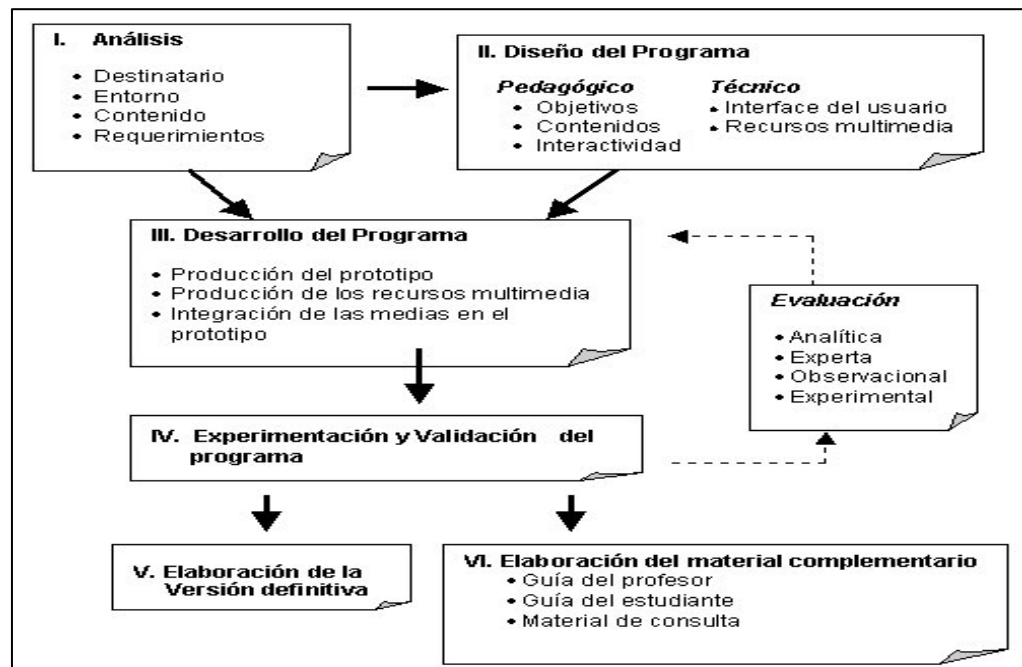 I. Análisis
• Destinatario
• Entorno
• Contenido
• Requerimientos
II. Diseño del Programa
Pedagógico
• Objetivos
• Contenidos
• Interactividad
Técnico
• Interface del usuario
• Recursos multimedia
III. Desarrollo del Programa
• Producción del prototipo
• Producción de los recursos multimedia
• Integración de las medias en el
prototipo
Evaluación
• Analítica
• Experta
• Observacional
• Experimental
IV. Experimentación y Validación del
programa
V. Elaboración de la
Versión definitiva
VI. Elaboración del material complementario
• Guía del profesor
• Guía del estudiante
• Material de consulta